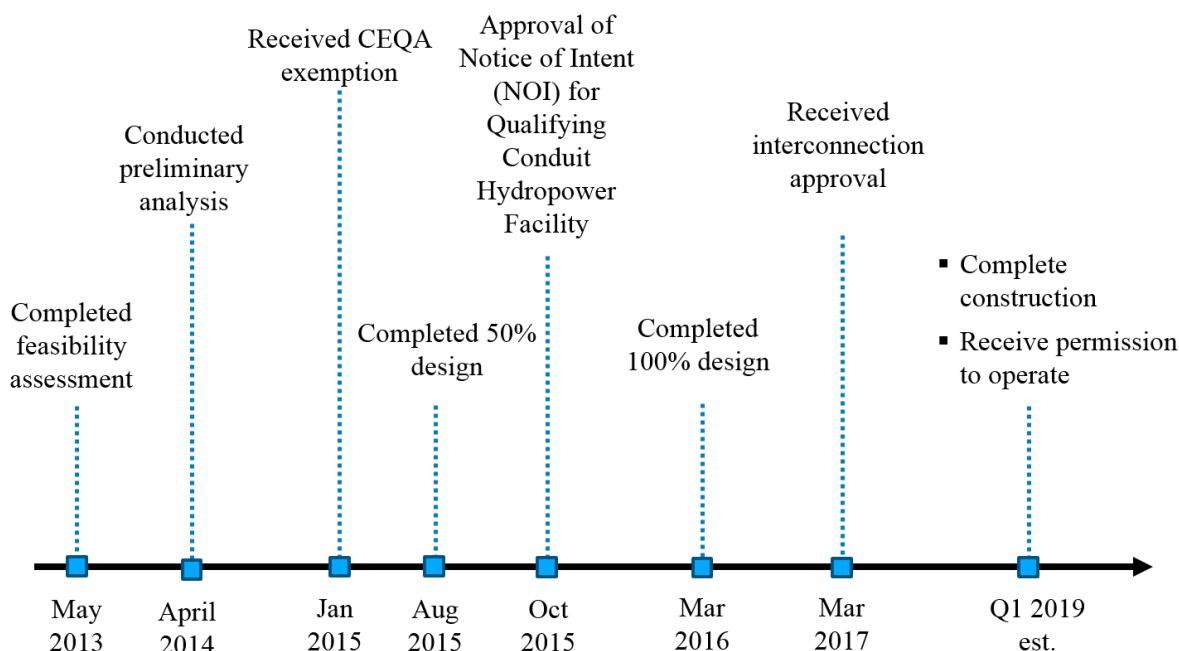 Completed
feasibility
assessment
Conducted
preliminary
analysis
Received CEQA
exemption
Completed 50%
design
Approval of
Notice of Intent
(NOI) for
Qualifying
Conduit
Hydropower
Facility
Completed
100% design
Received
interconnection
approval
▪ Complete
construction
▪ Receive permission
to operate
May
2013
April
2014
Jan
2015
Aug
2015
Oct
2015
Mar
2016
Mar
2017
Q1 2019
est.